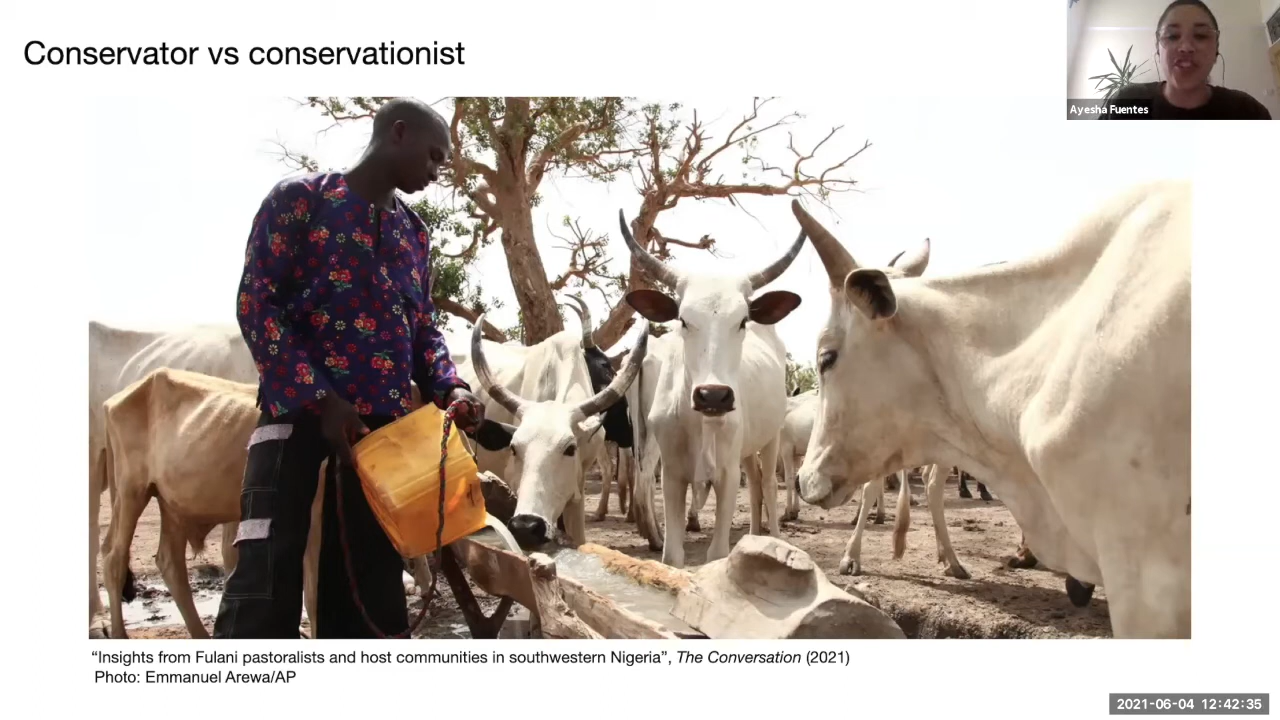 Conservator vs conservationist
Ayesha Fuentes
“Insights from Fulani pastoralists and host communities in southwestern Nigeria”, The Conversation (2021)
Photo: Emmanuel Arewa/AP
2021-06-04 12:42:35